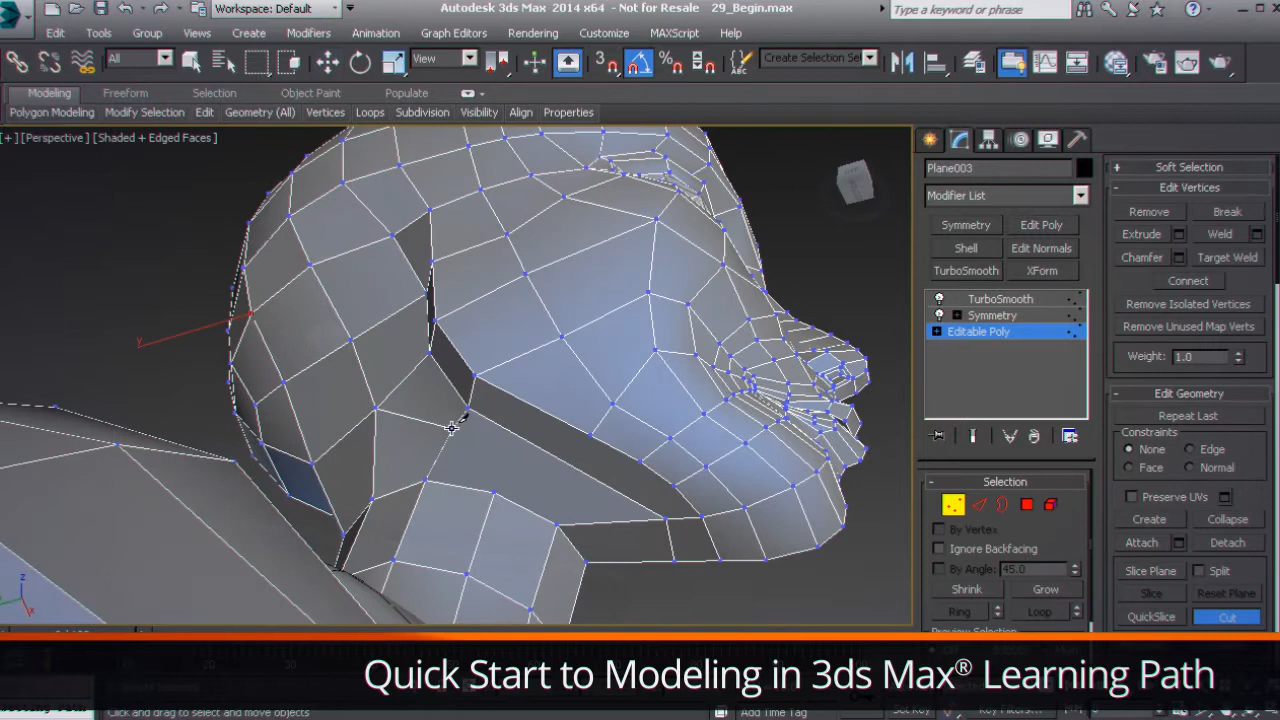 Workspace: Default
Autodesk 3ds Max 2014 x64 - Not for Resale 29_Begin.max
Type a keyword or phrase
Edit Tools Group Views Create Modifiers Animation Graph Editors Rendering Customize MAXScript Help
All
View
3
%
ABC
Create Selection Se
Modeling Freeform Selection Object Paint Populate
Polygon Modeling Modify Selection Edit Geometry (All) Vertices Loops Subdivision Align Properties
[+] [Perspective] [Shaded + Edged Faces]
Plane003
Modifier List
Symmetry Edit Poly
Shell Edit Normals
TurboSmooth XForm
TurboSmooth
Symmetry
Editable Poly
Selection
By Vertex
Ignore Backfacing
By Angle: 45.0
Shrink Grow
Ring Loop
Soft Selection
Edit Vertices
Remove Break
Extrude Weld
Chamfer Target Weld
Connect
Remove Isolated Vertices
Remove Unused Map Verts
Weight: 1.0
Edit Geometry
Repeat Last
Constraints
None Edge
Face Normal
Preserve UVs
Create Collapse
Attach Detach
Slice Plane Split
Slice Reset Plane
QuickSlice Cut
y
z
x
Quick Start to Modeling in 3ds Max® Learning Path
Click and drag to select and move objects
Add Time Tag
Set Key
Key Filters...